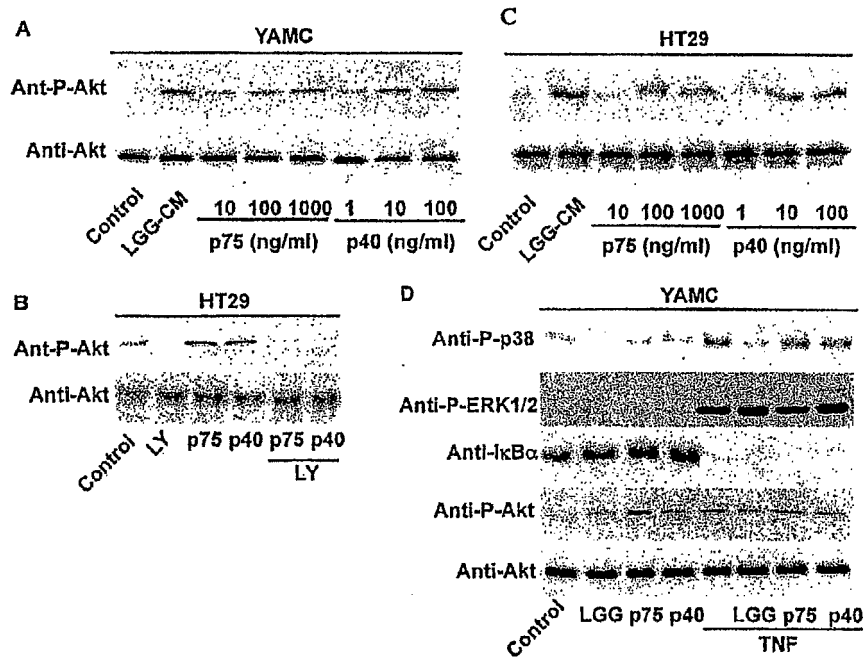 A
YAMC
Ant-P-Akt
Anti-Akt
Control
LGG-CM
10 100 1000 1 10 100
p75 (ng/ml) p40 (ng/ml)
C
HT29
Control
LGG-CM
10 100 1000 1 10 100
p75 (ng/ml) p40 (ng/ml)
B
HT29
Ant-P-Akt
Anti-Akt
Control LY p75 p40 p75 p40
LY
D
YAMC
Anti-P-p38
Anti-P-ERK1/2
Anti-IκBα
Anti-P-Akt
Anti-Akt
Control LGG p75 p40 LGG p75 p40
TNF